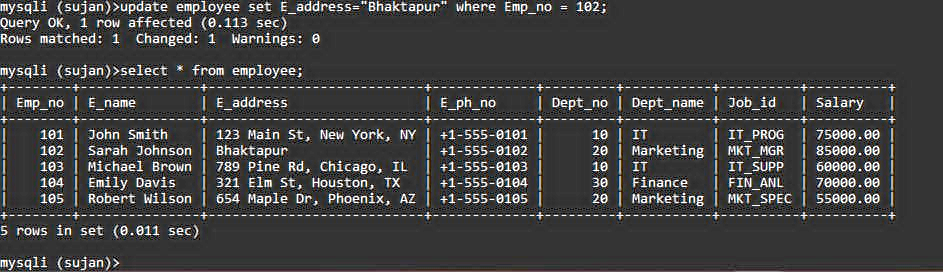 mysqli (sujan)>update employee set E_address="Bhaktapur" where Emp_no = 102;
Query OK, 1 row affected (0.113 sec)
Rows matched: 1  Changed: 1  Warnings: 0
mysqli (sujan)>select * from employee;
| Emp_no | E_name         | E_address                 | E_ph_no     | Dept_no | Dept_name | Job_id   | Salary   |
|    101 | John Smith     | 123 Main St, New York, NY | +1-555-0101 |      10 | IT        | IT_PROG  | 75000.00 |
|    102 | Sarah Johnson  | Bhaktapur                 | +1-555-0102 |      20 | Marketing | MKT_MGR  | 85000.00 |
|    103 | Michael Brown  | 789 Pine Rd, Chicago, IL  | +1-555-0103 |      10 | IT        | IT_SUPP  | 60000.00 |
|    104 | Emily Davis    | 321 Elm St, Houston, TX   | +1-555-0104 |      30 | Finance   | FIN_ANL  | 70000.00 |
|    105 | Robert Wilson  | 654 Maple Dr, Phoenix, AZ | +1-555-0105 |      20 | Marketing | MKT_SPEC | 55000.00 |
5 rows in set (0.011 sec)
mysqli (sujan)>